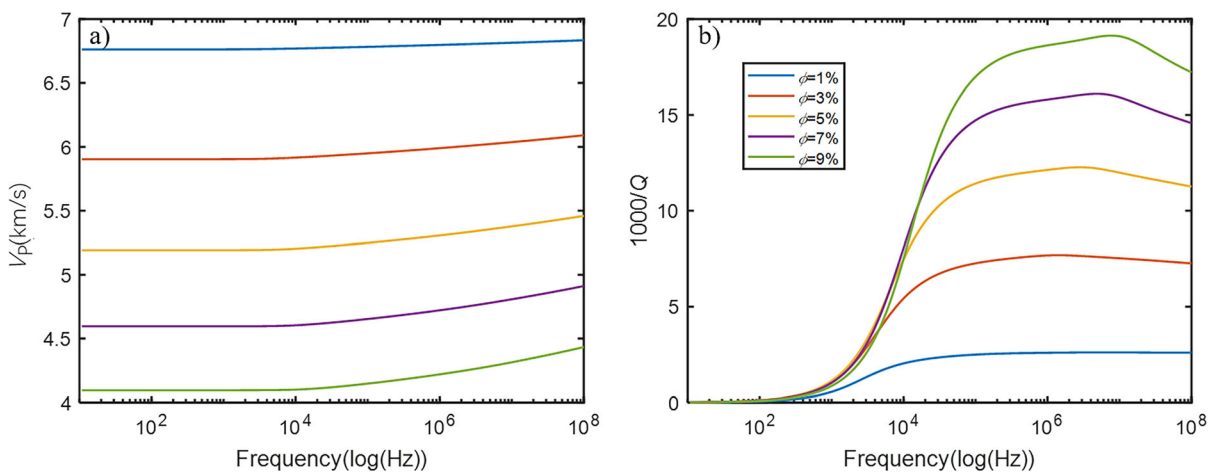 a)
7
6.5
6
5.5
5
4.5
4
V_P(km/s)
10^2
10^4
10^6
10^8
Frequency(log(Hz))
b)
20
15
10
5
0
1000/Q
ϕ=1%
ϕ=3%
ϕ=5%
ϕ=7%
ϕ=9%
10^2
10^4
10^6
10^8
Frequency(log(Hz))